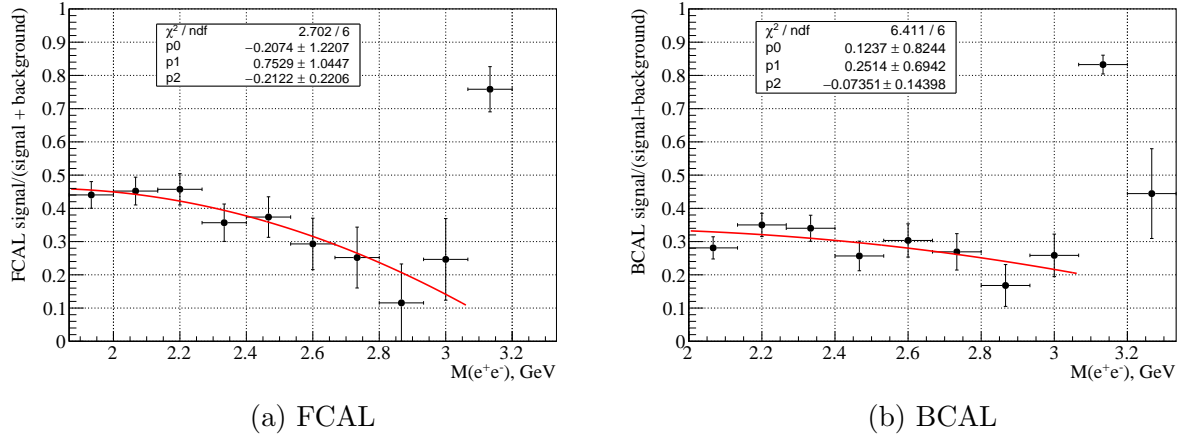 χ² / ndf 2.702 / 6
p0 −0.2074 ± 1.2207
p1 0.7529 ± 1.0447
p2 −0.2122 ± 0.2206
FCAL signal/(signal + background)
1
0.9
0.8
0.7
0.6
0.5
0.4
0.3
0.2
0.1
0
2 2.2 2.4 2.6 2.8 3 3.2
M(e⁺e⁻), GeV
(a) FCAL
χ² / ndf 6.411 / 6
p0 0.1237 ± 0.8244
p1 0.2514 ± 0.6942
p2 −0.07351 ± 0.14398
BCAL signal/(signal+background)
1
0.9
0.8
0.7
0.6
0.5
0.4
0.3
0.2
0.1
0
2 2.2 2.4 2.6 2.8 3 3.2
M(e⁺e⁻), GeV
(b) BCAL